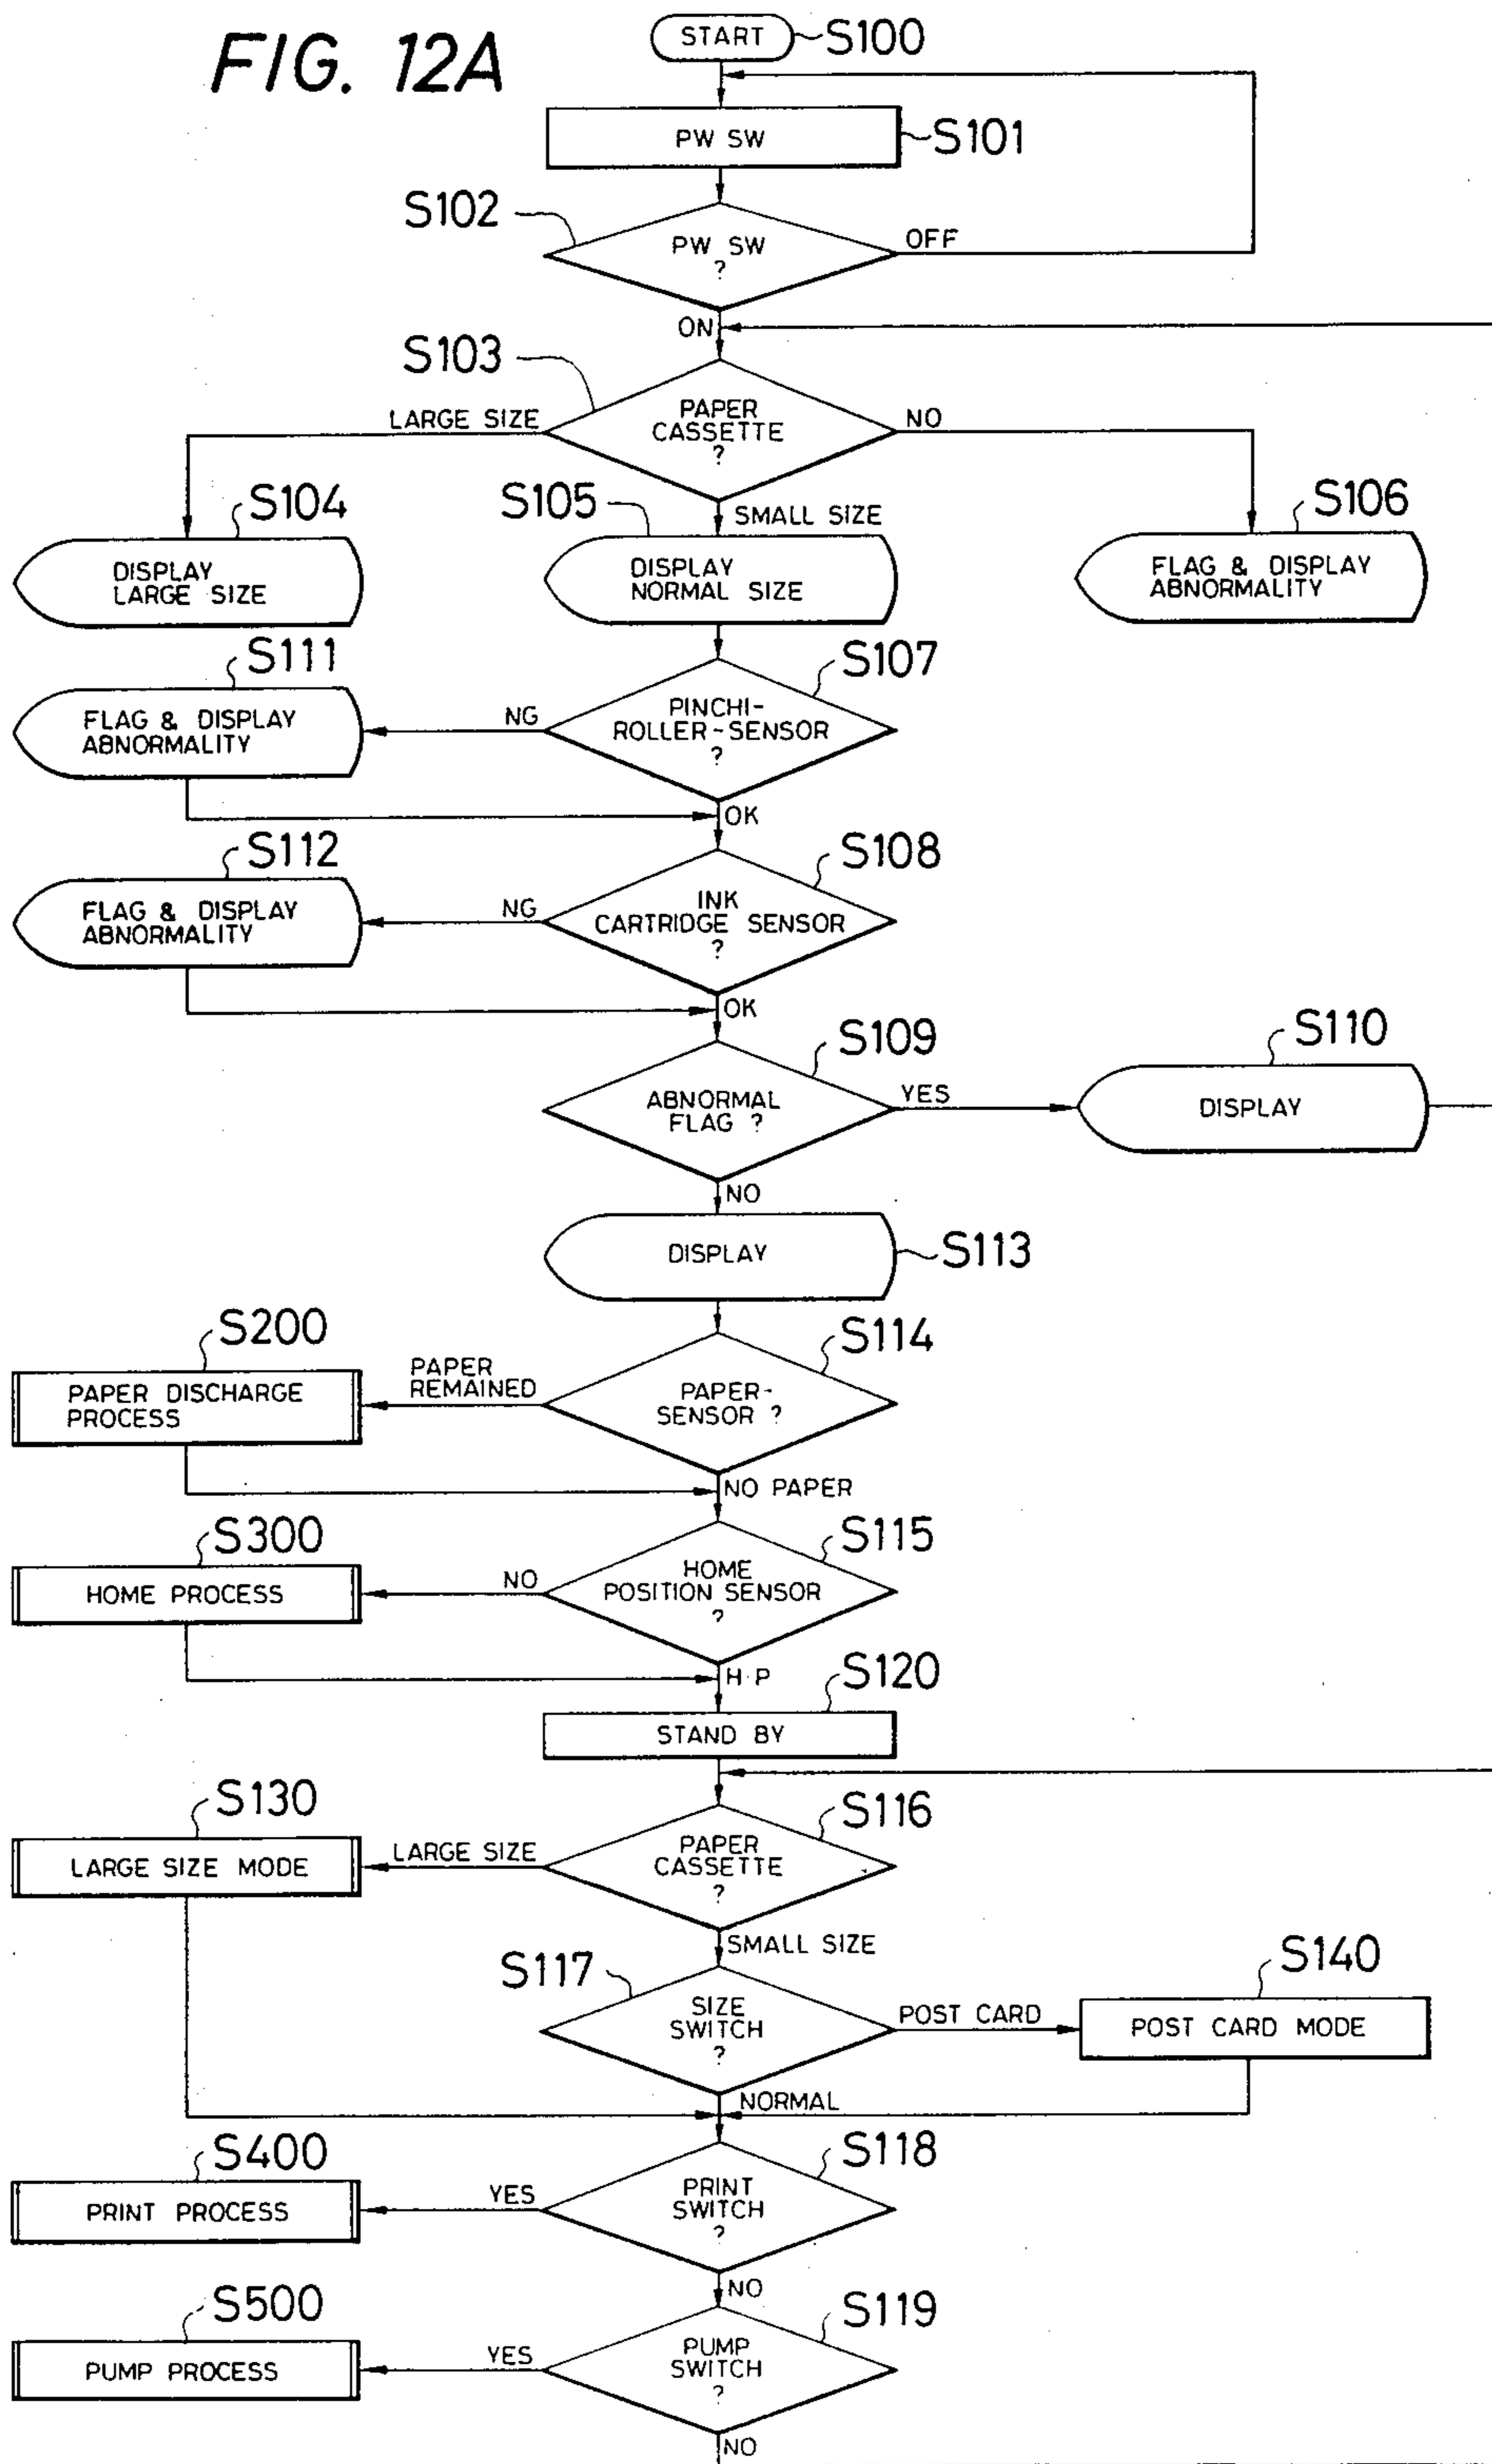 FIG. 12A
START
S100
PW SW
S101
S102
PW SW
?
OFF
ON
S103
LARGE SIZE
PAPER
CASSETTE
?
NO
S104
S105
SMALL SIZE
S106
DISPLAY
LARGE SIZE
DISPLAY
NORMAL SIZE
FLAG & DISPLAY
ABNORMALITY
S111
S107
FLAG & DISPLAY
ABNORMALITY
NG
PINCHI-
ROLLER-SENSOR
?
OK
S112
S108
FLAG & DISPLAY
ABNORMALITY
NG
INK
CARTRIDGE SENSOR
?
OK
S109
S110
ABNORMAL
FLAG ?
YES
DISPLAY
NO
DISPLAY
S113
S200
S114
PAPER DISCHARGE
PROCESS
PAPER
REMAINED
PAPER-
SENSOR ?
NO PAPER
S300
S115
HOME PROCESS
NO
HOME
POSITION SENSOR
?
H·P
S120
STAND BY
S130
S116
LARGE SIZE MODE
LARGE SIZE
PAPER
CASSETTE
?
SMALL SIZE
S117
S140
SIZE
SWITCH
?
POST CARD
POST CARD MODE
NORMAL
S400
S118
PRINT PROCESS
YES
PRINT
SWITCH
?
NO
S500
S119
PUMP PROCESS
YES
PUMP
SWITCH
?
NO